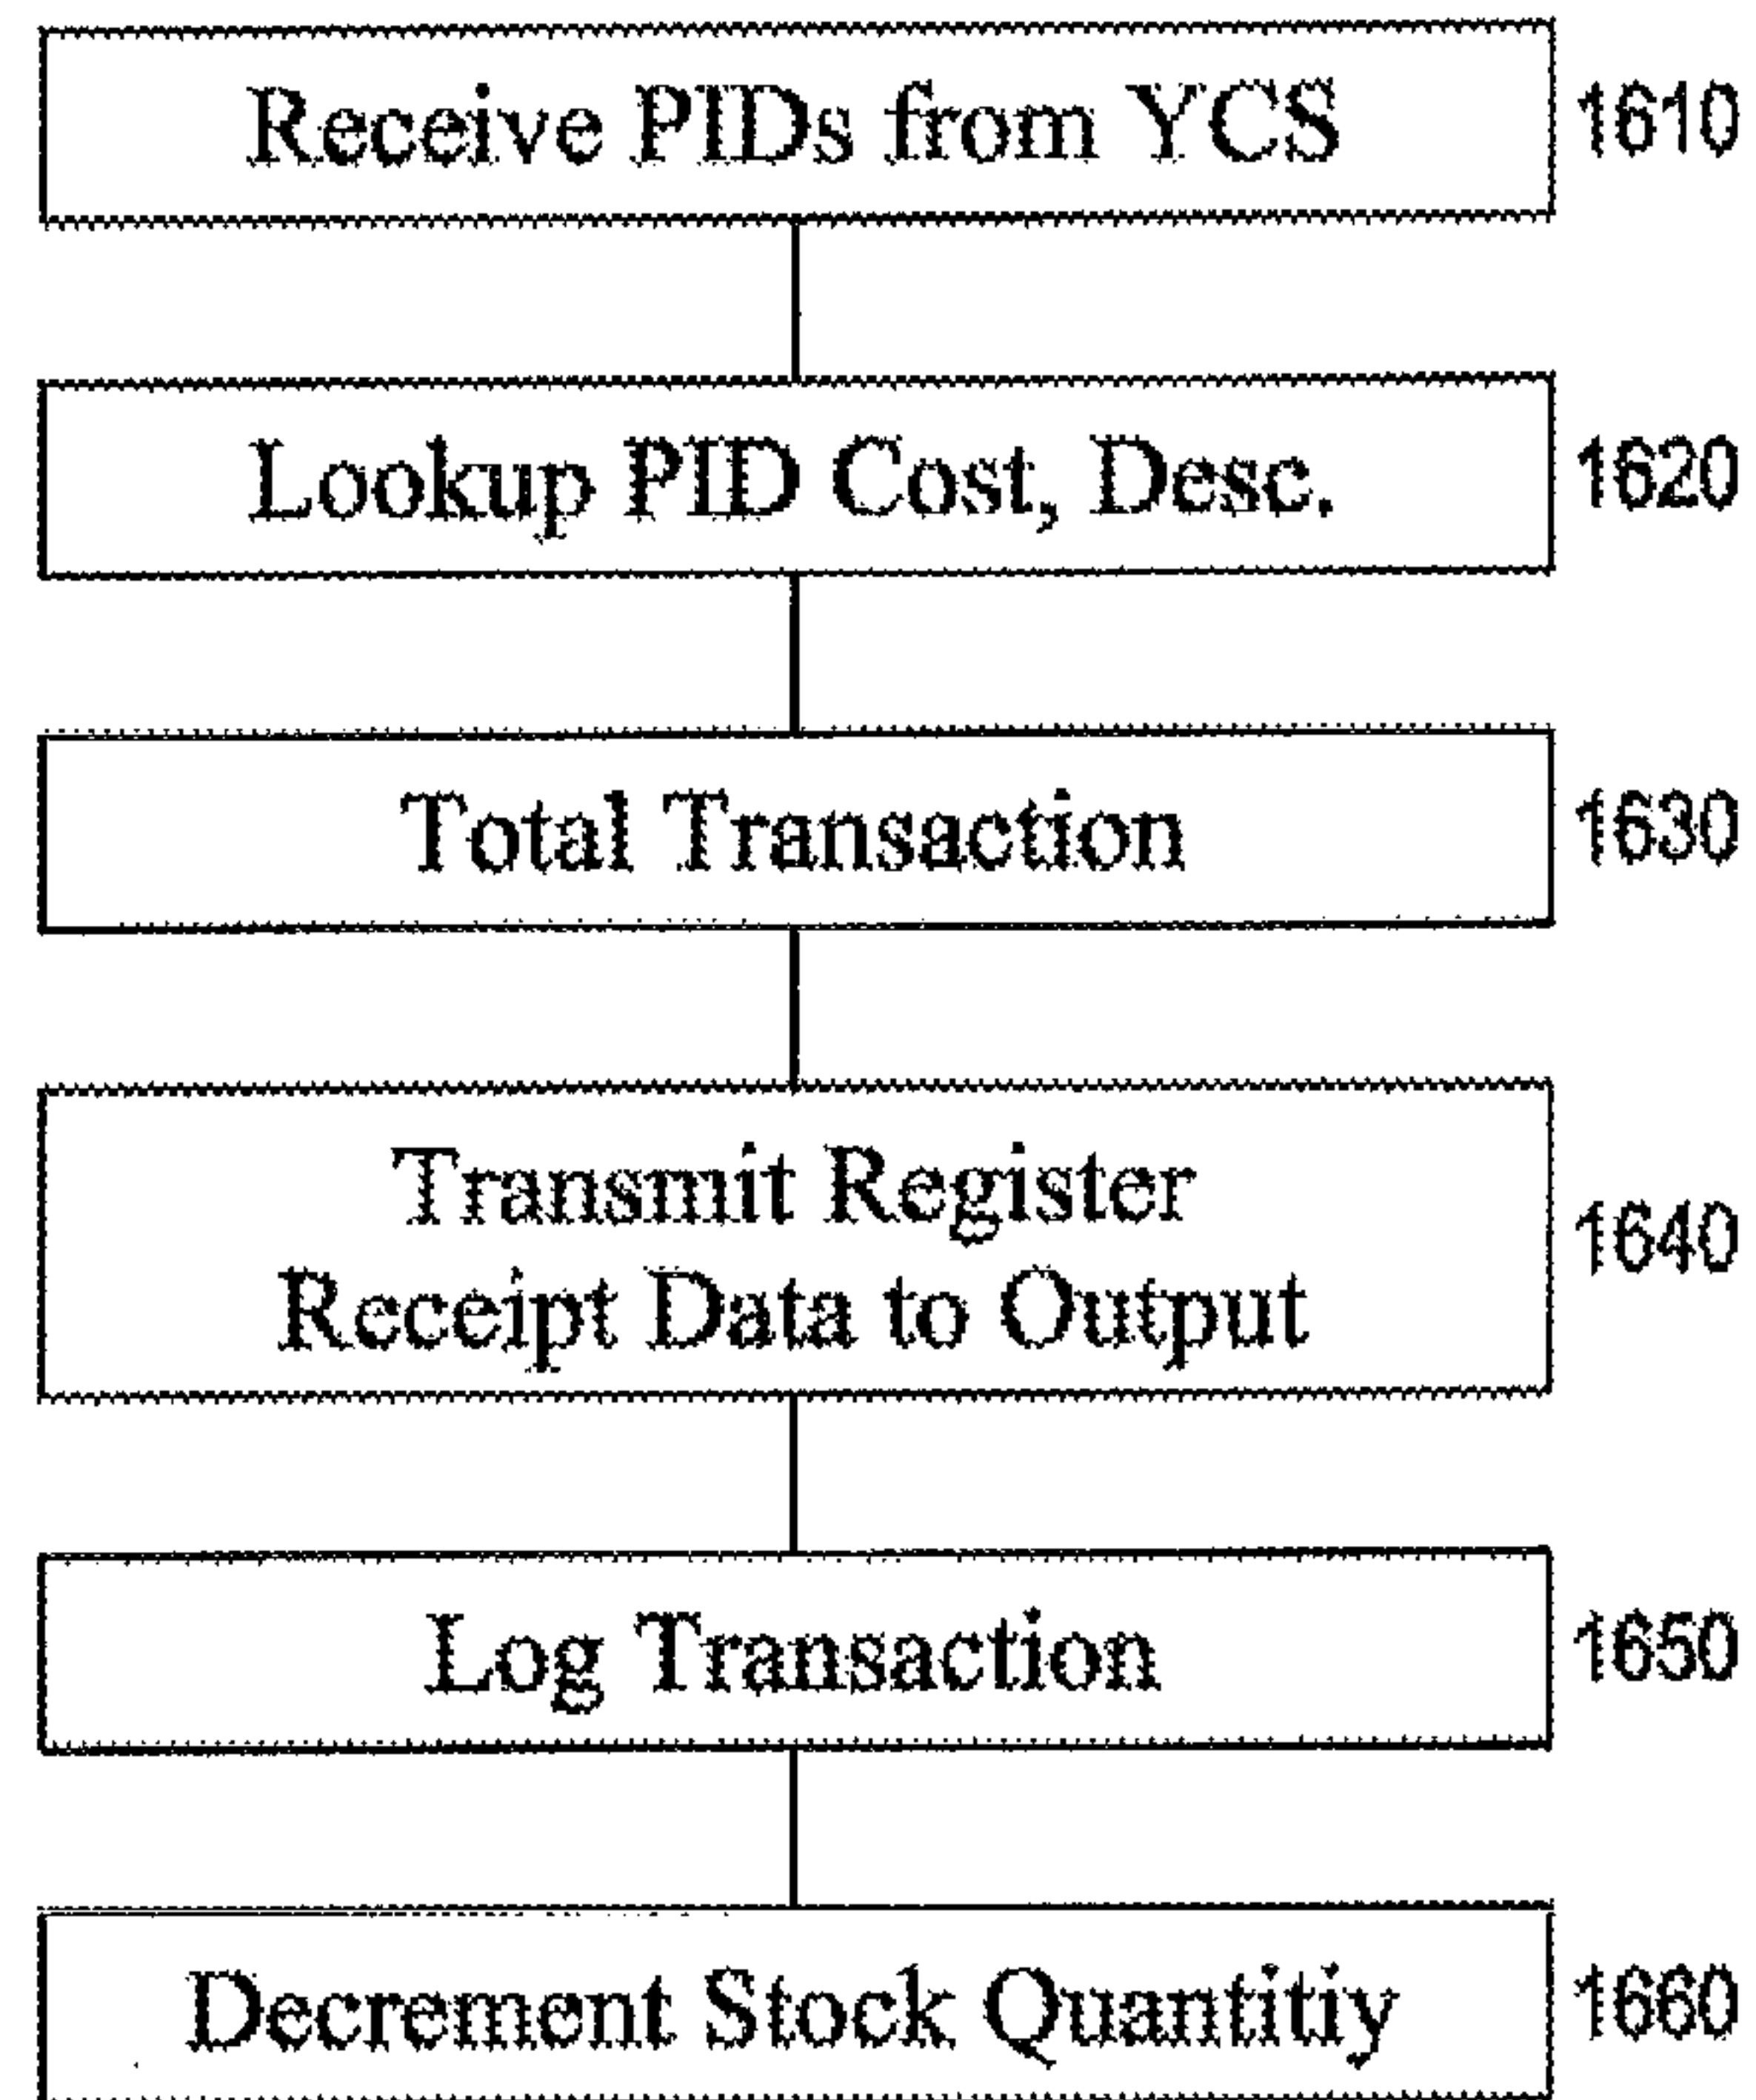 Receive PIDs from YCS 1610
Lookup PID Cost, Desc. 1620
Total Transaction 1630
Transmit Register
Receipt Data to Output 1640
Log Transaction 1650
Decrement Stock Quantitiy 1660